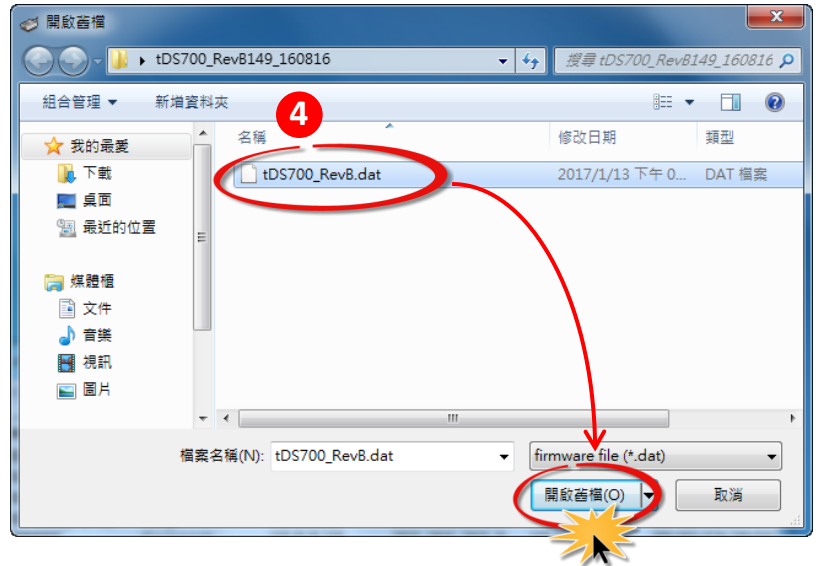 開啟舊檔
tDS700_RevB149_160816
搜尋 tDS700_RevB149_160816
組合管理 新增資料夾
4
名稱 修改日期 類型
tDS700_RevB.dat 2017/1/13 下午 0... DAT 檔案
我的最愛
下載
桌面
最近的位置
媒體櫃
文件
音樂
視訊
圖片
檔案名稱(N): tDS700_RevB.dat firmware file (*.dat)
開啟舊檔(O) 取消